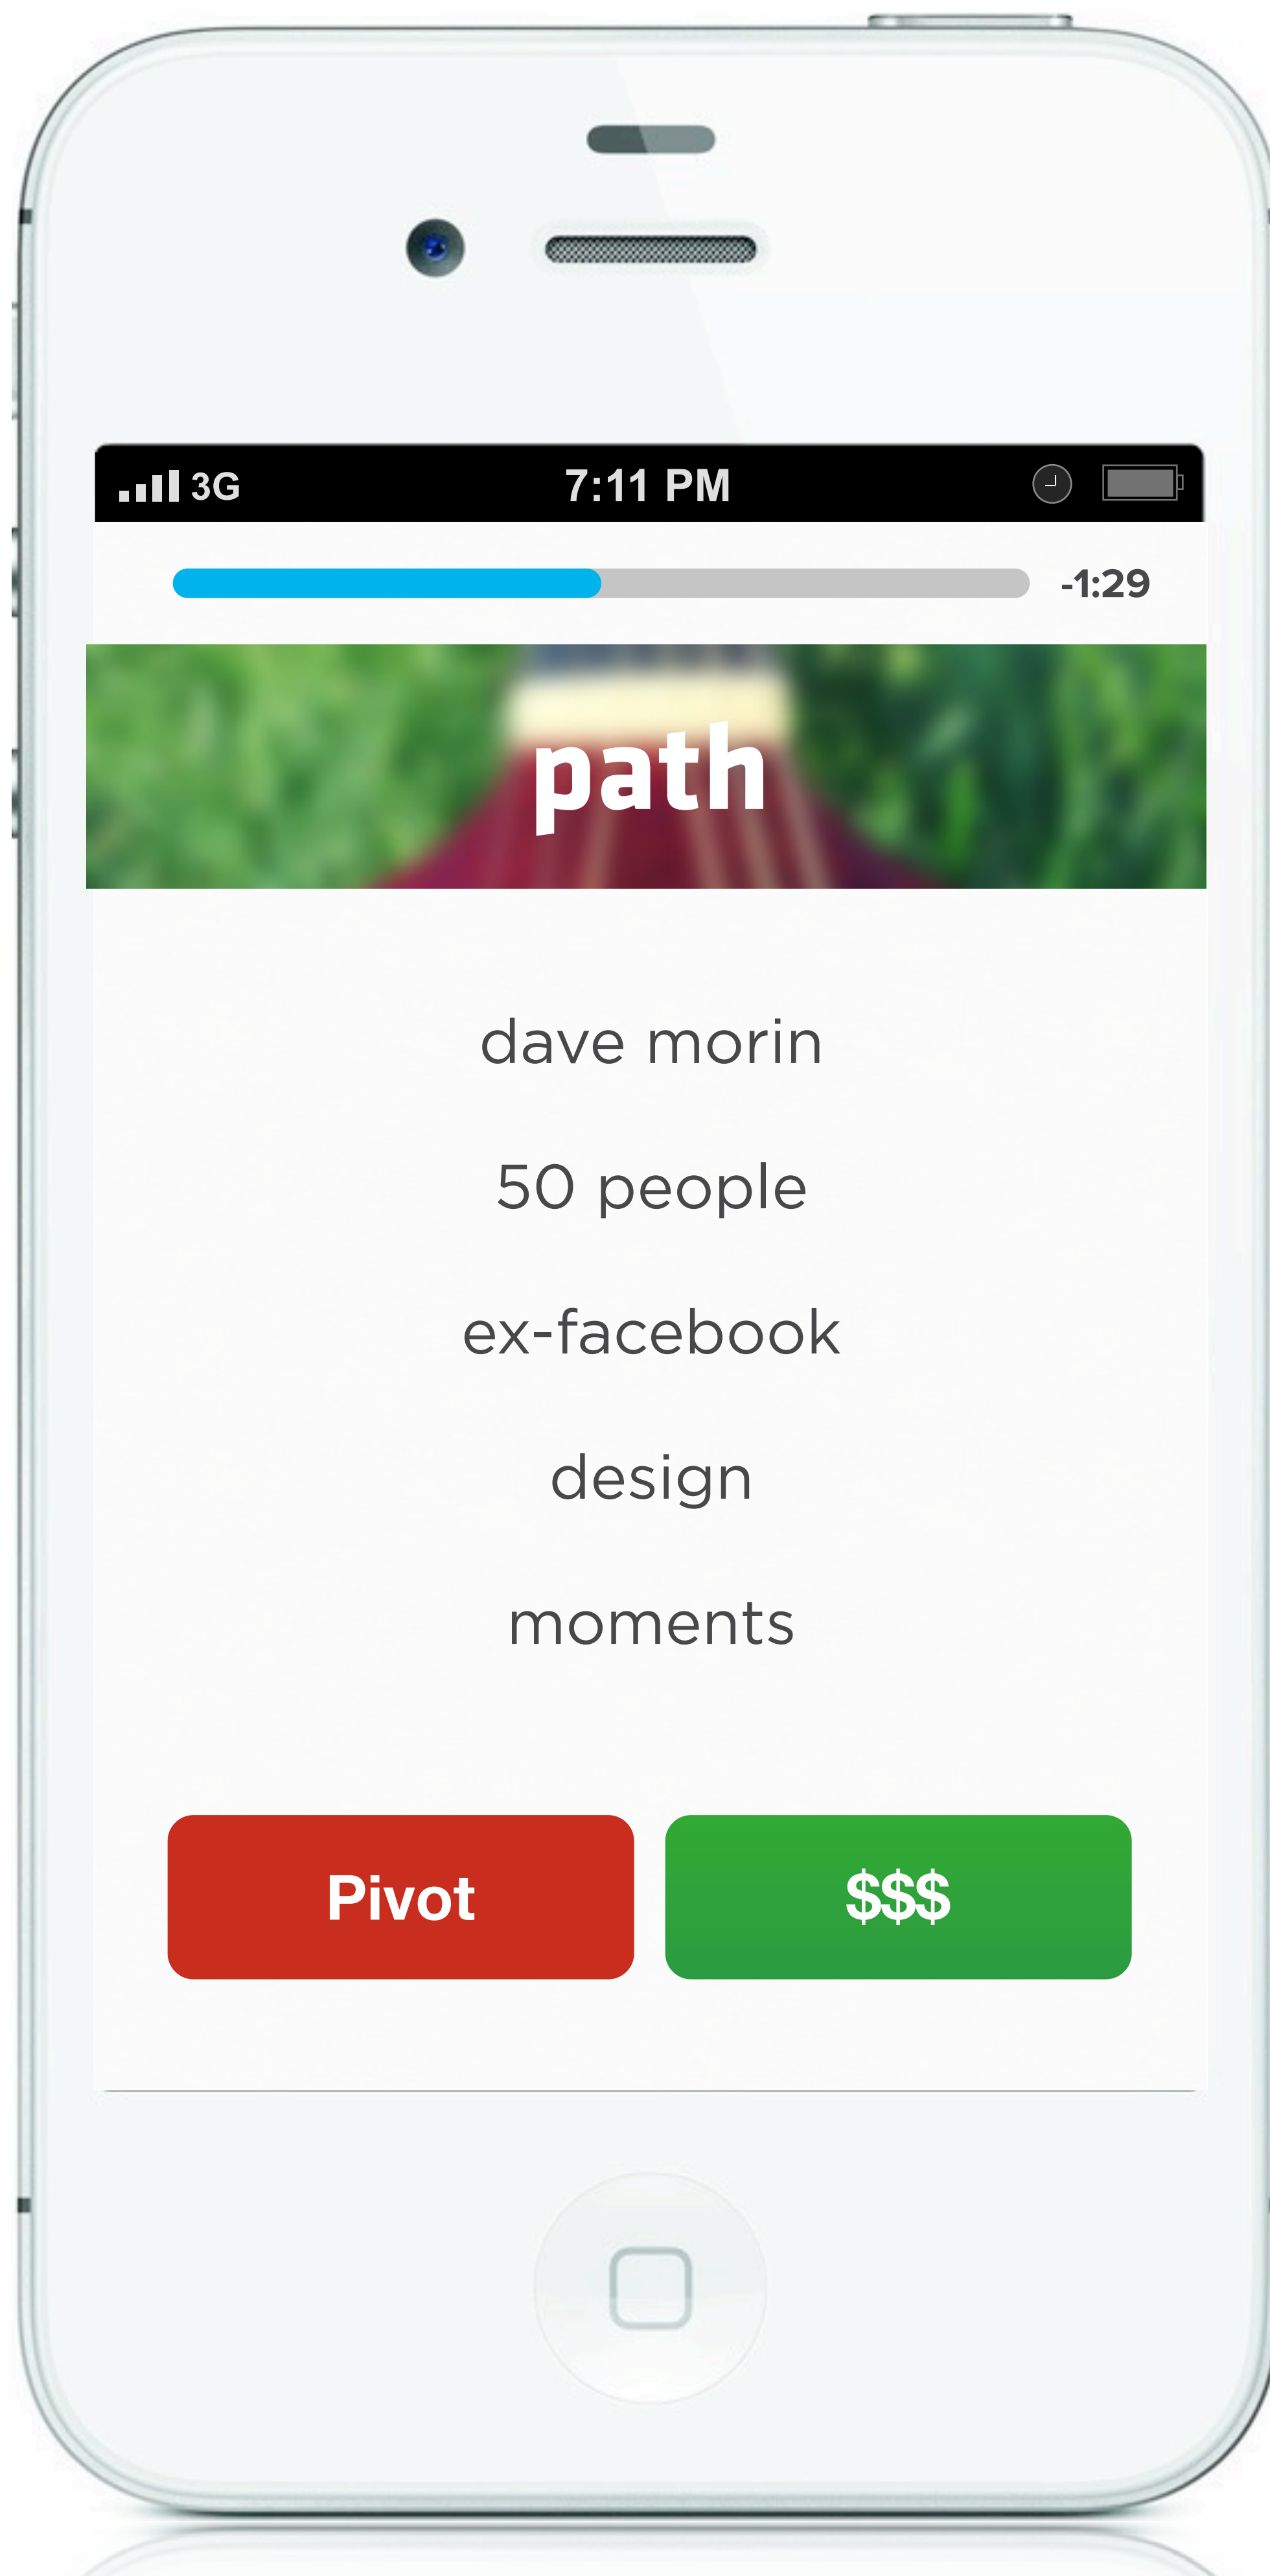 3G 7:11 PM
-1:29
path
dave morin
50 people
ex-facebook
design
moments
Pivot $$$